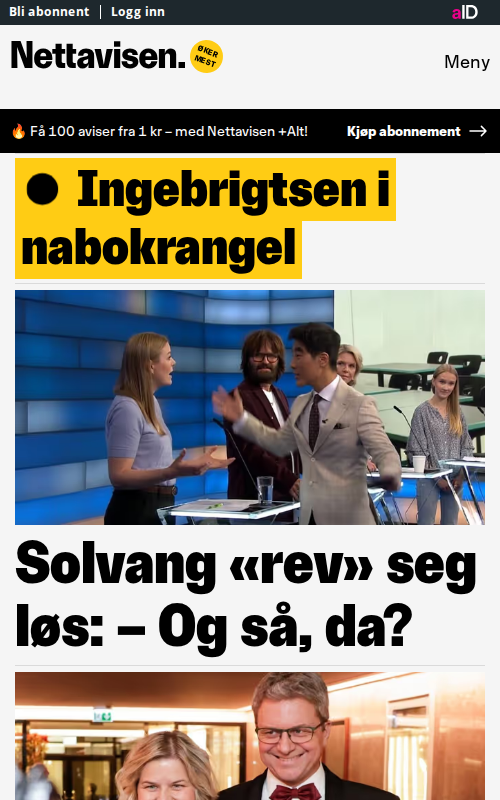 Bli abonnent | Logg inn
aID
Nettavisen.
ØKER
MEST
Meny
🔥 Få 100 aviser fra 1 kr – med Nettavisen +Alt!
Kjøp abonnement →
Ingebrigtsen i
nabokrangel
Solvang «rev» seg
løs: – Og så, da?